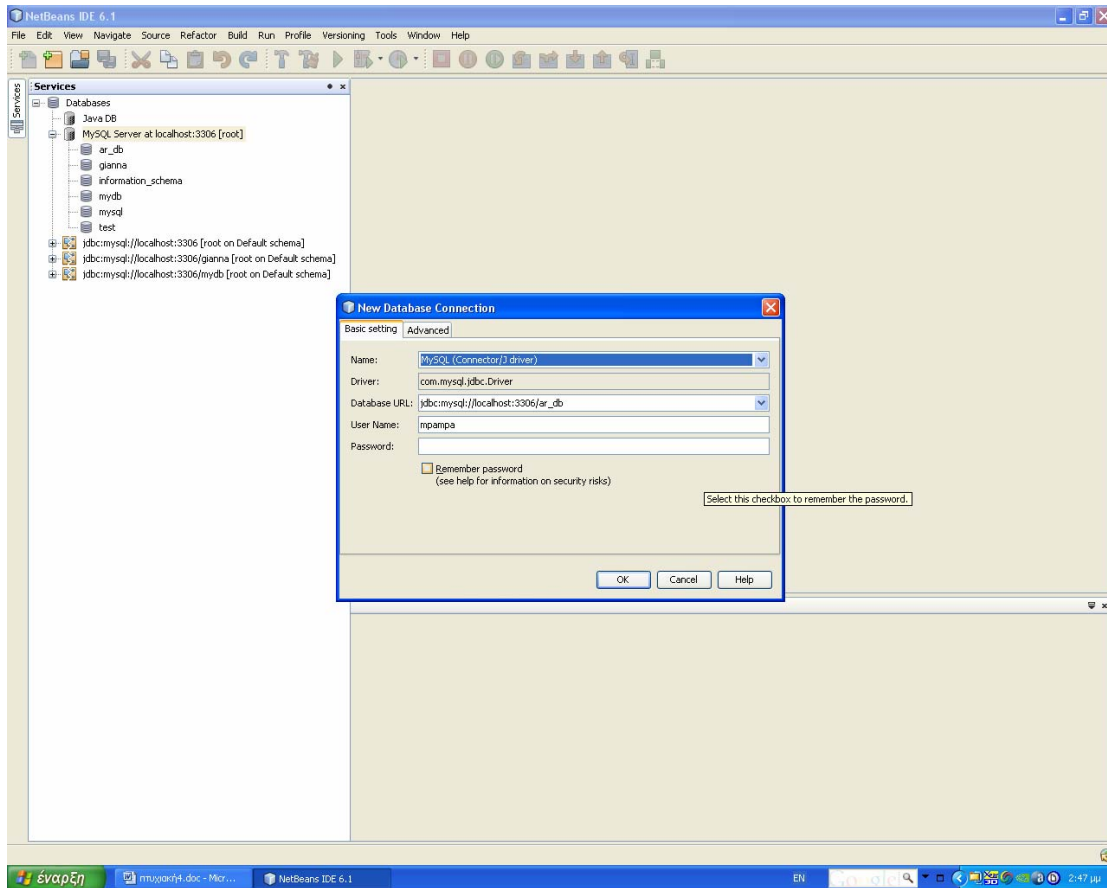 NetBeans IDE 6.1
File Edit View Navigate Source Refactor Build Run Profile Versioning Tools Window Help
Services
Services
Databases
Java DB
MySQL Server at localhost:3306 [root]
ar_db
gianna
information_schema
mydb
mysql
test
jdbc:mysql://localhost:3306 [root on Default schema]
jdbc:mysql://localhost:3306/gianna [root on Default schema]
jdbc:mysql://localhost:3306/mydb [root on Default schema]
New Database Connection
Basic setting Advanced
Name: MySQL (Connector/J driver)
Driver: com.mysql.jdbc.Driver
Database URL: jdbc:mysql://localhost:3306/ar_db
User Name: mpampa
Password:
Remember password
(see help for information on security risks)
Select this checkbox to remember the password.
OK Cancel Help
έναρξη πτυχιακή4.doc - Micr... NetBeans IDE 6.1 EN Google 2:47 μμ